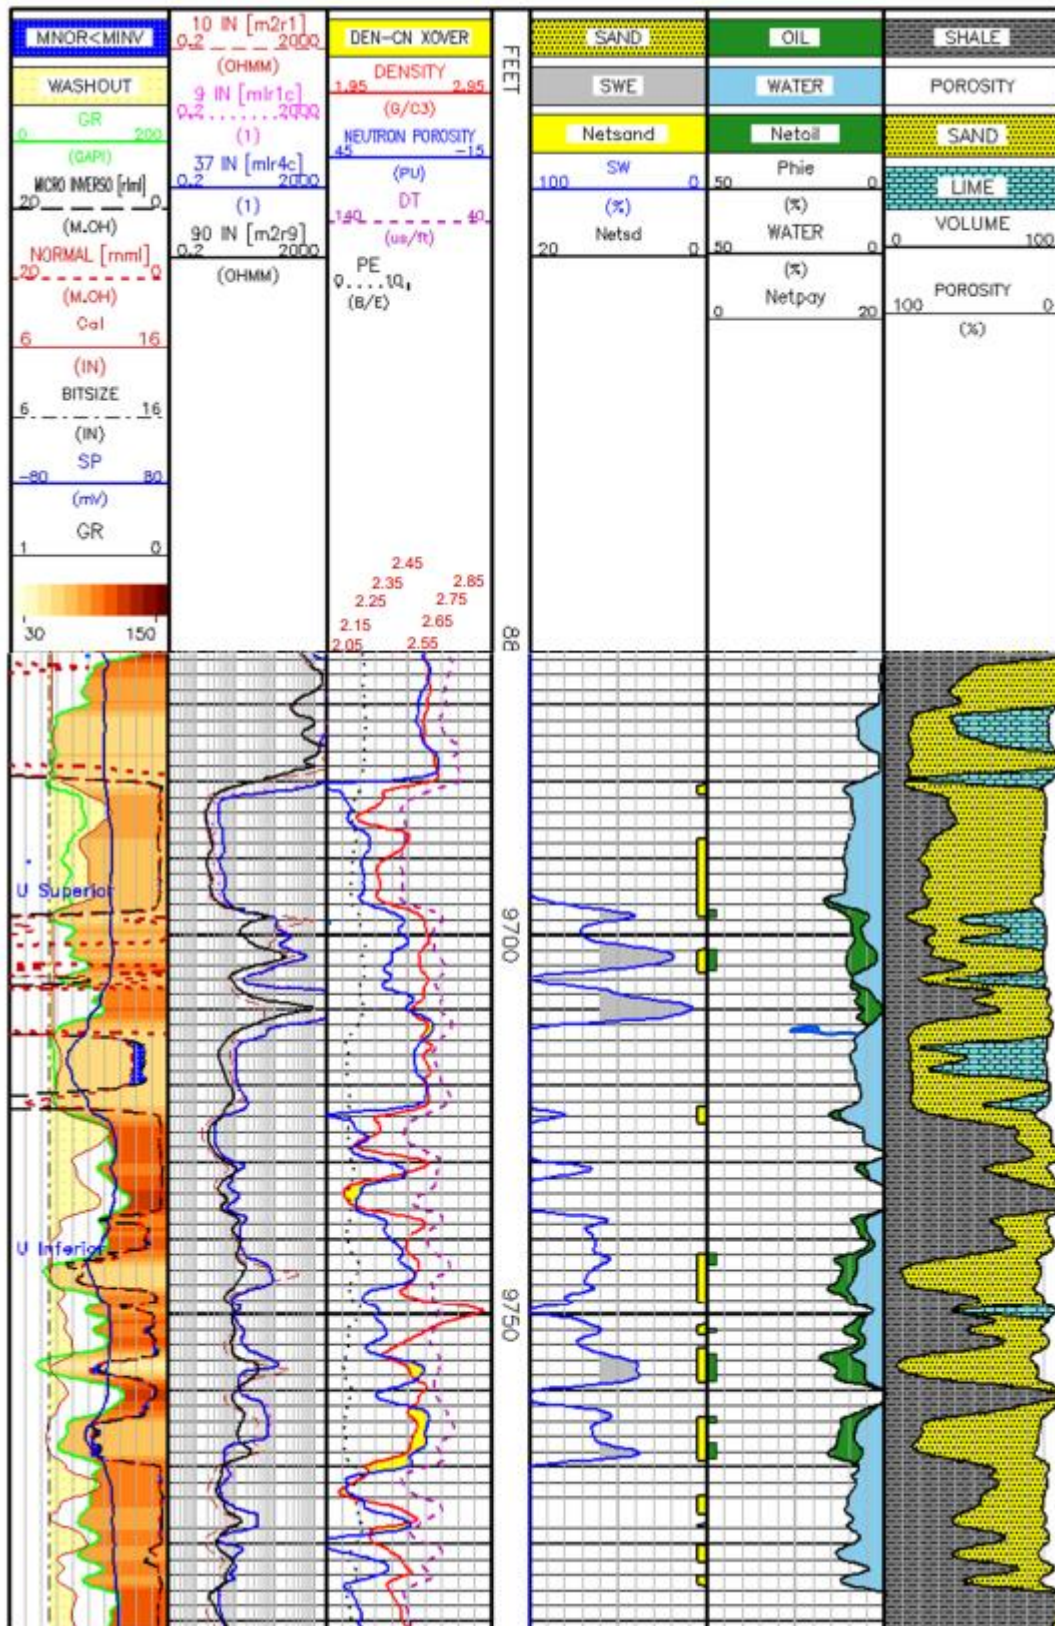 MNOR<MINV
WASHOUT
0 GR 200
(GAPI)
MICRO INVERSO [rlml]
20 0
(M.OH)
NORMAL [rnml]
20 0
(M.OH)
Cal
6 16
(IN)
BITSIZE
6 16
(IN)
SP
-80 80
(mV)
GR
1 0
30 150
10 IN [m2r1]
0.2 2000
(OHMM)
9 IN [mlr1c]
0.2 2000
(1)
37 IN [mlr4c]
0.2 2000
(1)
90 IN [m2r9]
0.2 2000
(OHMM)
DEN-CN XOVER
DENSITY
1.95 2.95
(G/C3)
NEUTRON POROSITY
45 -15
(PU)
DT
140 40
(us/ft)
PE
0 10
(B/E)
2.45
2.35 2.85
2.25 2.75
2.15 2.65
2.05 2.55
FEET
SAND
SWE
Netsand
SW
100 0
(%)
Netsd
20 0
OIL
WATER
Netoil
Phie
50 0
(%)
WATER
50 0
(%)
Netpay
0 20
SHALE
POROSITY
SAND
LIME
VOLUME
0 100
POROSITY
100 0
(%)
U Superior
9700
U Inferior
9750